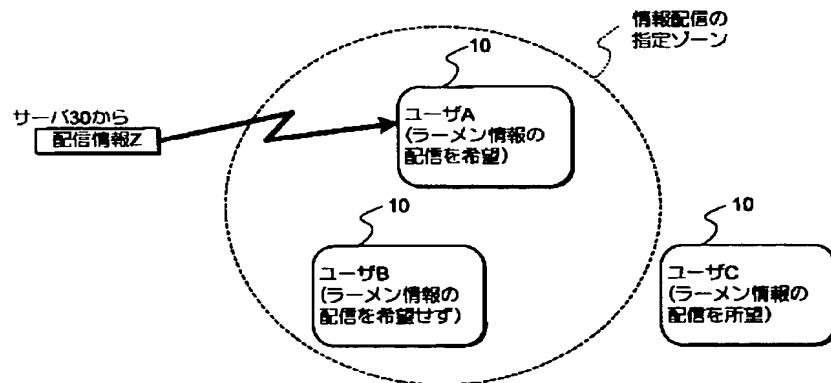 情報配信の
指定ゾーン
10
サーバ30から
配信情報Z
ユーザA
(ラーメン情報の
配信を希望)
10
ユーザB
(ラーメン情報の
配信を希望せず)
10
ユーザC
(ラーメン情報の
配信を所望)